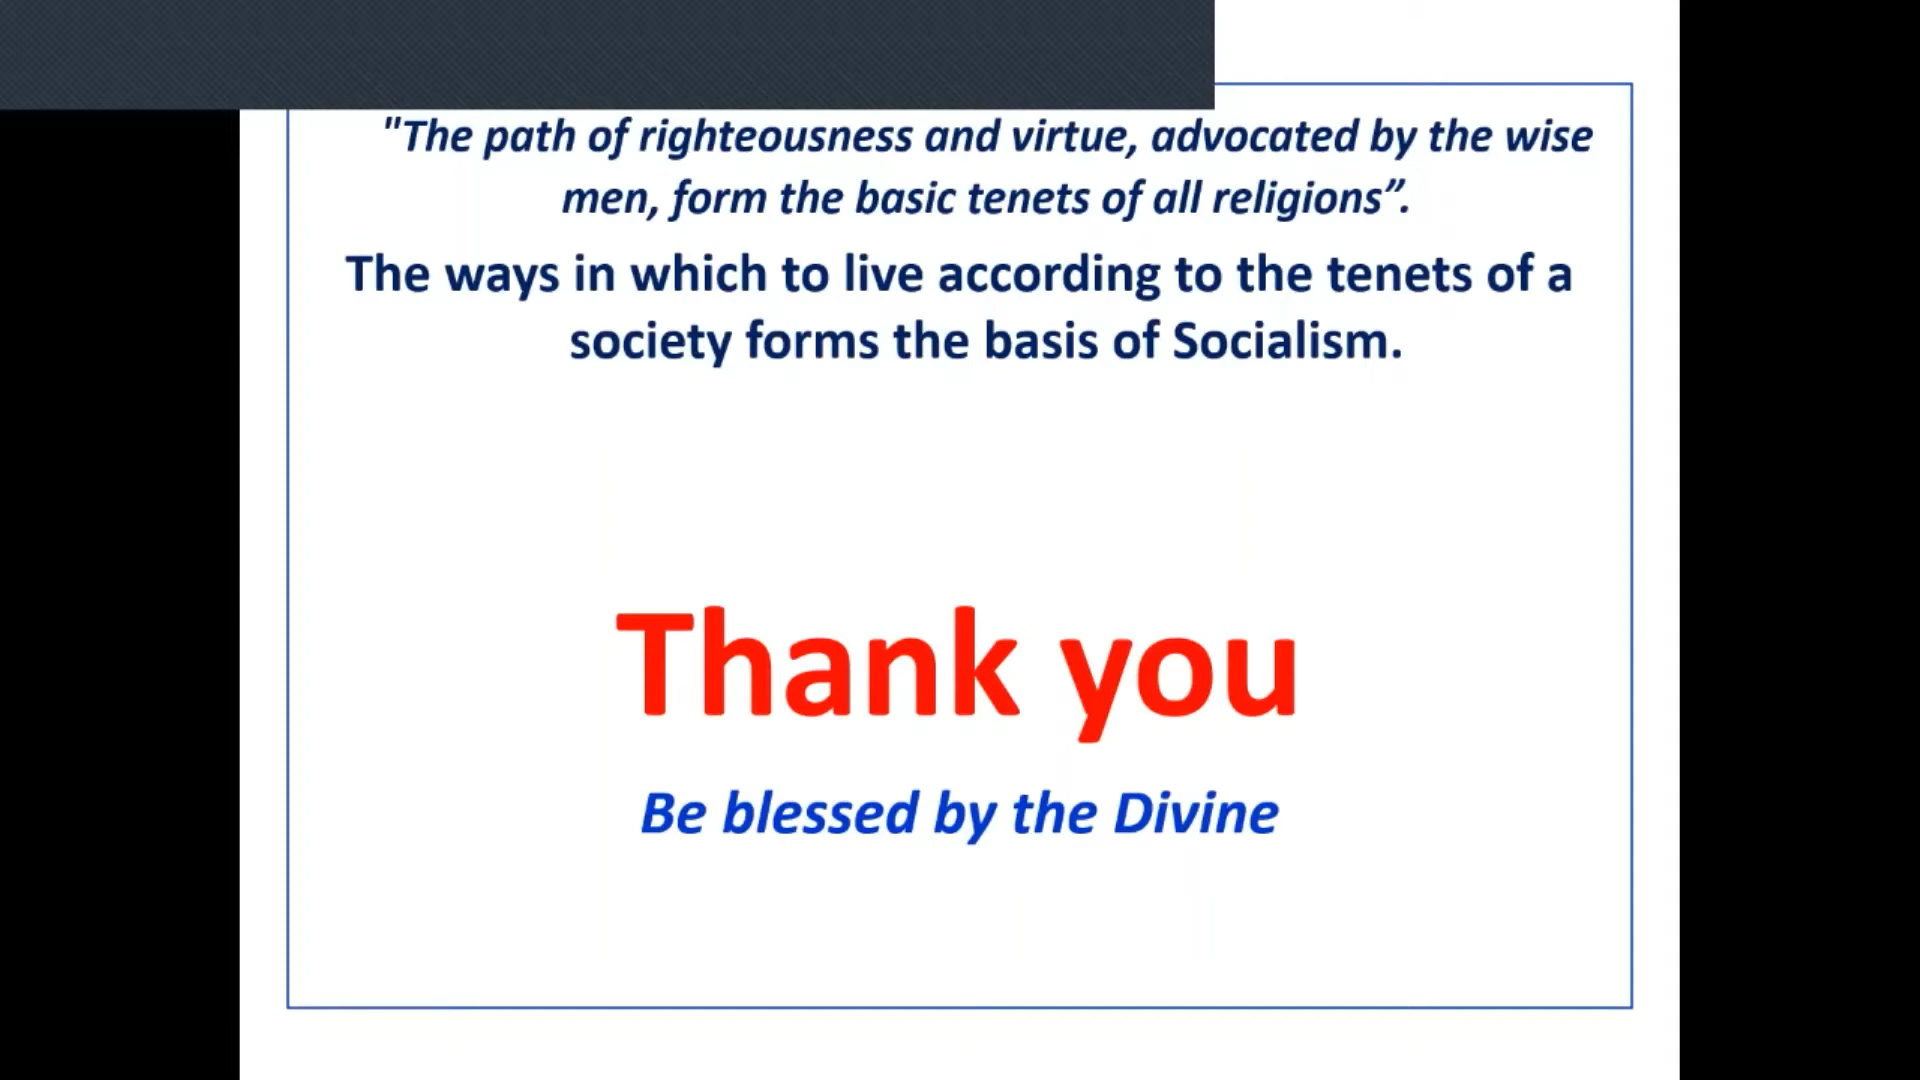 "The path of righteousness and virtue, advocated by the wise
men, form the basic tenets of all religions”.
The ways in which to live according to the tenets of a
society forms the basis of Socialism.
Thank you
Be blessed by the Divine